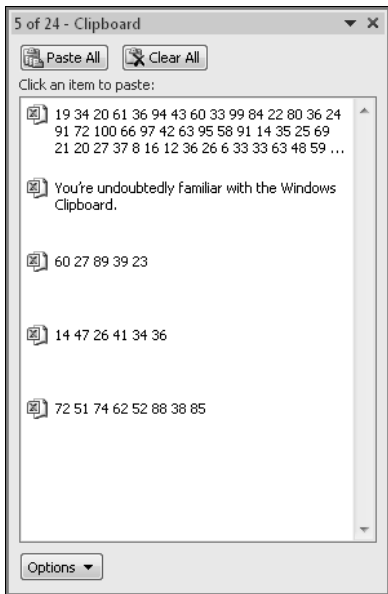 5 of 24 - Clipboard
Paste All Clear All
Click an item to paste:
19 34 20 61 36 94 43 60 33 99 84 22 80 36 24
91 72 100 66 97 42 63 95 58 91 14 35 25 69
21 20 27 37 8 16 12 36 26 6 33 33 63 48 59 ...
You're undoubtedly familiar with the Windows
Clipboard.
60 27 89 39 23
14 47 26 41 34 36
72 51 74 62 52 88 38 85
Options